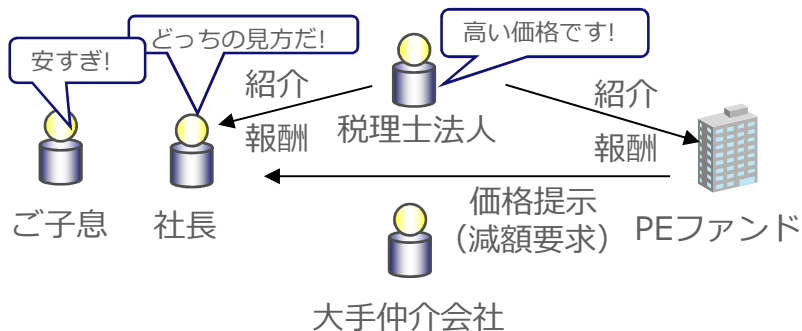 どっちの見方だ!
高い価格です!
安すぎ!
紹介
紹介
報酬
税理士法人
報酬
ご子息
社長
価格提示
（減額要求）
PEファンド
大手仲介会社